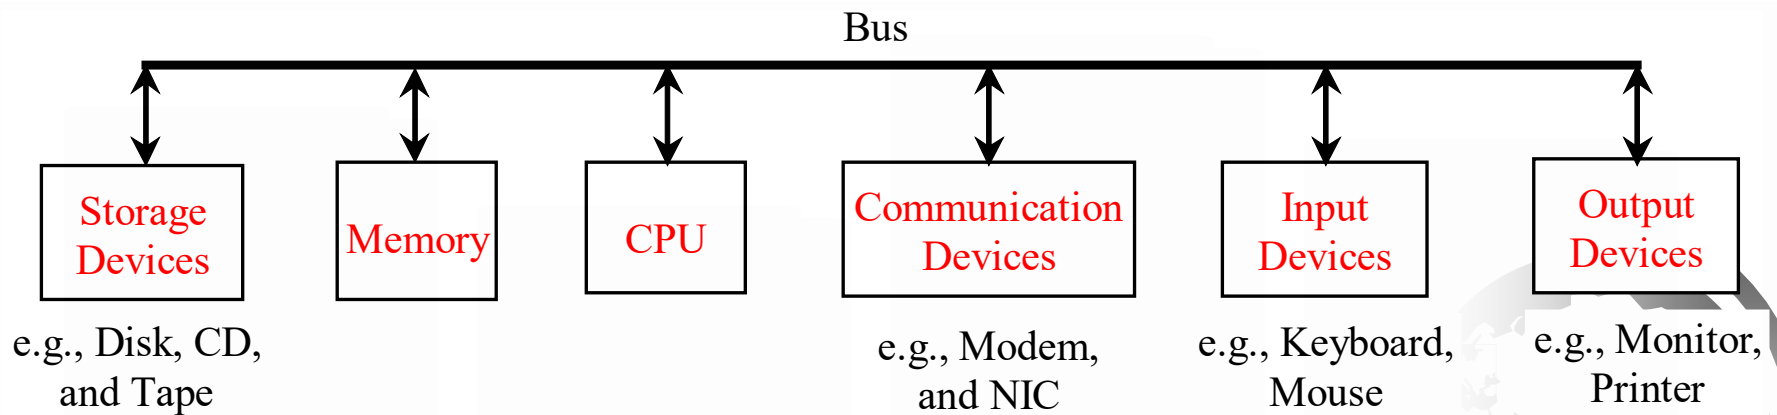 Bus
Storage
Devices
Memory
CPU
Communication
Devices
Input
Devices
Output
Devices
e.g., Disk, CD,
and Tape
e.g., Modem,
and NIC
e.g., Keyboard,
Mouse
e.g., Monitor,
Printer